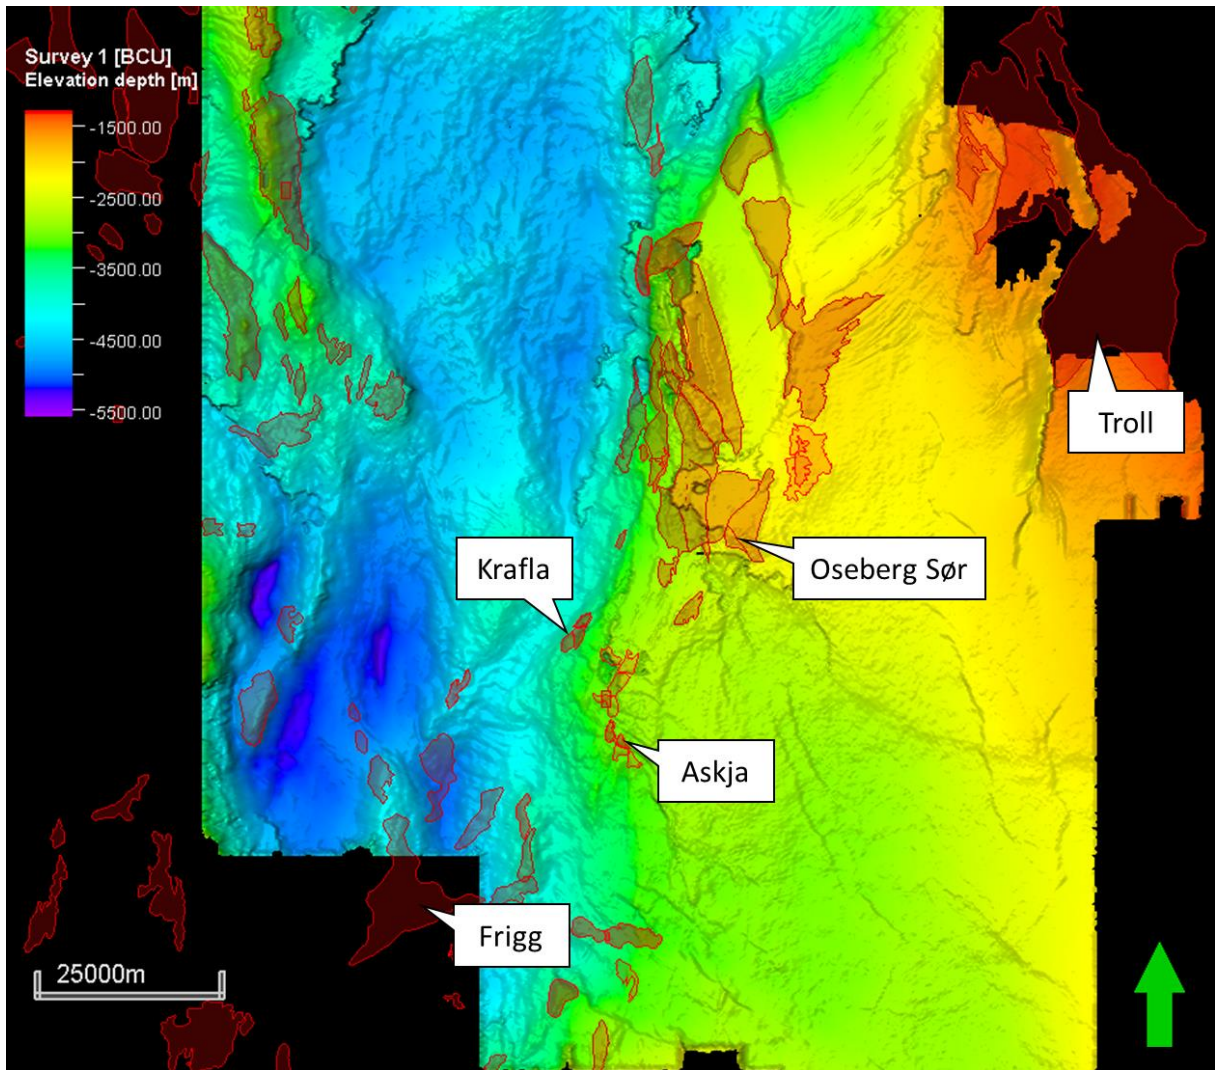 Survey 1 [BCU]
Elevation depth [m]
-1500.00
-2500.00
-3500.00
-4500.00
-5500.00
Troll
Krafla
Oseberg Sør
Askja
Frigg
25000m